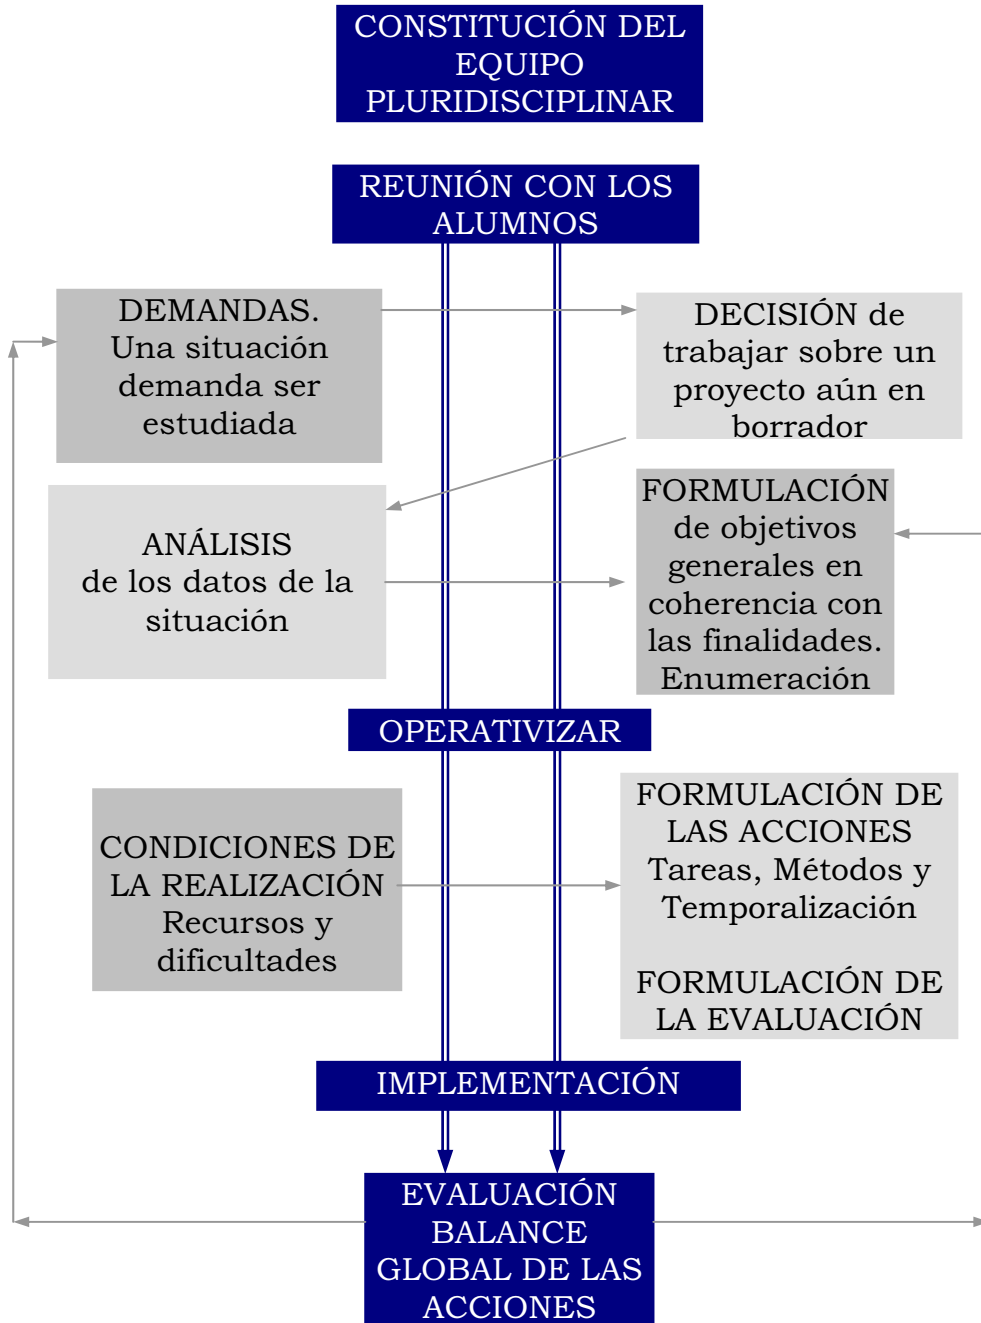 CONSTITUCIÓN DEL
EQUIPO
PLURIDISCIPLINAR
REUNIÓN CON LOS
ALUMNOS
DEMANDAS.
Una situación
demanda ser
estudiada
DECISIÓN de
trabajar sobre un
proyecto aún en
borrador
ANÁLISIS
de los datos de la
situación
FORMULACIÓN
de objetivos
generales en
coherencia con
las finalidades.
Enumeración
OPERATIVIZAR
CONDICIONES DE
LA REALIZACIÓN
Recursos y
dificultades
FORMULACIÓN DE
LAS ACCIONES
Tareas, Métodos y
Temporalización
FORMULACIÓN DE
LA EVALUACIÓN
IMPLEMENTACIÓN
EVALUACIÓN
BALANCE
GLOBAL DE LAS
ACCIONES